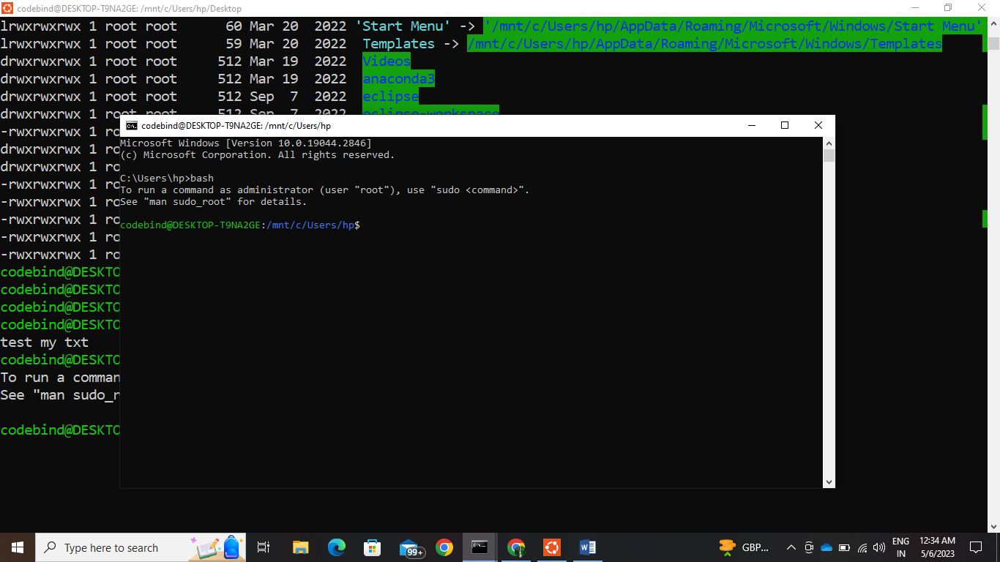 codebind@DESKTOP-T9NA2GE: /mnt/c/Users/hp/Desktop
lrwxrwxrwx 1 root root      60 Mar 20  2022 'Start Menu' -> '/mnt/c/Users/hp/AppData/Roaming/Microsoft/Windows/Start Menu'
lrwxrwxrwx 1 root root      59 Mar 20  2022  Templates -> /mnt/c/Users/hp/AppData/Roaming/Microsoft/Windows/Templates
drwxrwxrwx 1 root root     512 Mar 19  2022  Videos
drwxrwxrwx 1 root root     512 Mar 19  2022  anaconda3
drwxrwxrwx 1 root root     512 Sep  7  2022  eclipse
drwxrwxrwx 1 root root     512 Sep  7  2022  eclipse-workspace
-rwxrwxrwx 1 ro
drwxrwxrwx 1 ro
drwxrwxrwx 1 ro
-rwxrwxrwx 1 ro
-rwxrwxrwx 1 ro
-rwxrwxrwx 1 ro
-rwxrwxrwx 1 ro
-rwxrwxrwx 1 ro
codebind@DESKTO
codebind@DESKTO
codebind@DESKTO
codebind@DESKTO
test my txt
codebind@DESKTO
To run a comman
See "man sudo_r
codebind@DESKTO
codebind@DESKTOP-T9NA2GE: /mnt/c/Users/hp
Microsoft Windows [Version 10.0.19044.2846]
(c) Microsoft Corporation. All rights reserved.
C:\Users\hp>bash
To run a command as administrator (user "root"), use "sudo <command>".
See "man sudo_root" for details.
codebind@DESKTOP-T9NA2GE:/mnt/c/Users/hp$
Type here to search
99+
GBP...
ENG
IN
12:34 AM
5/6/2023